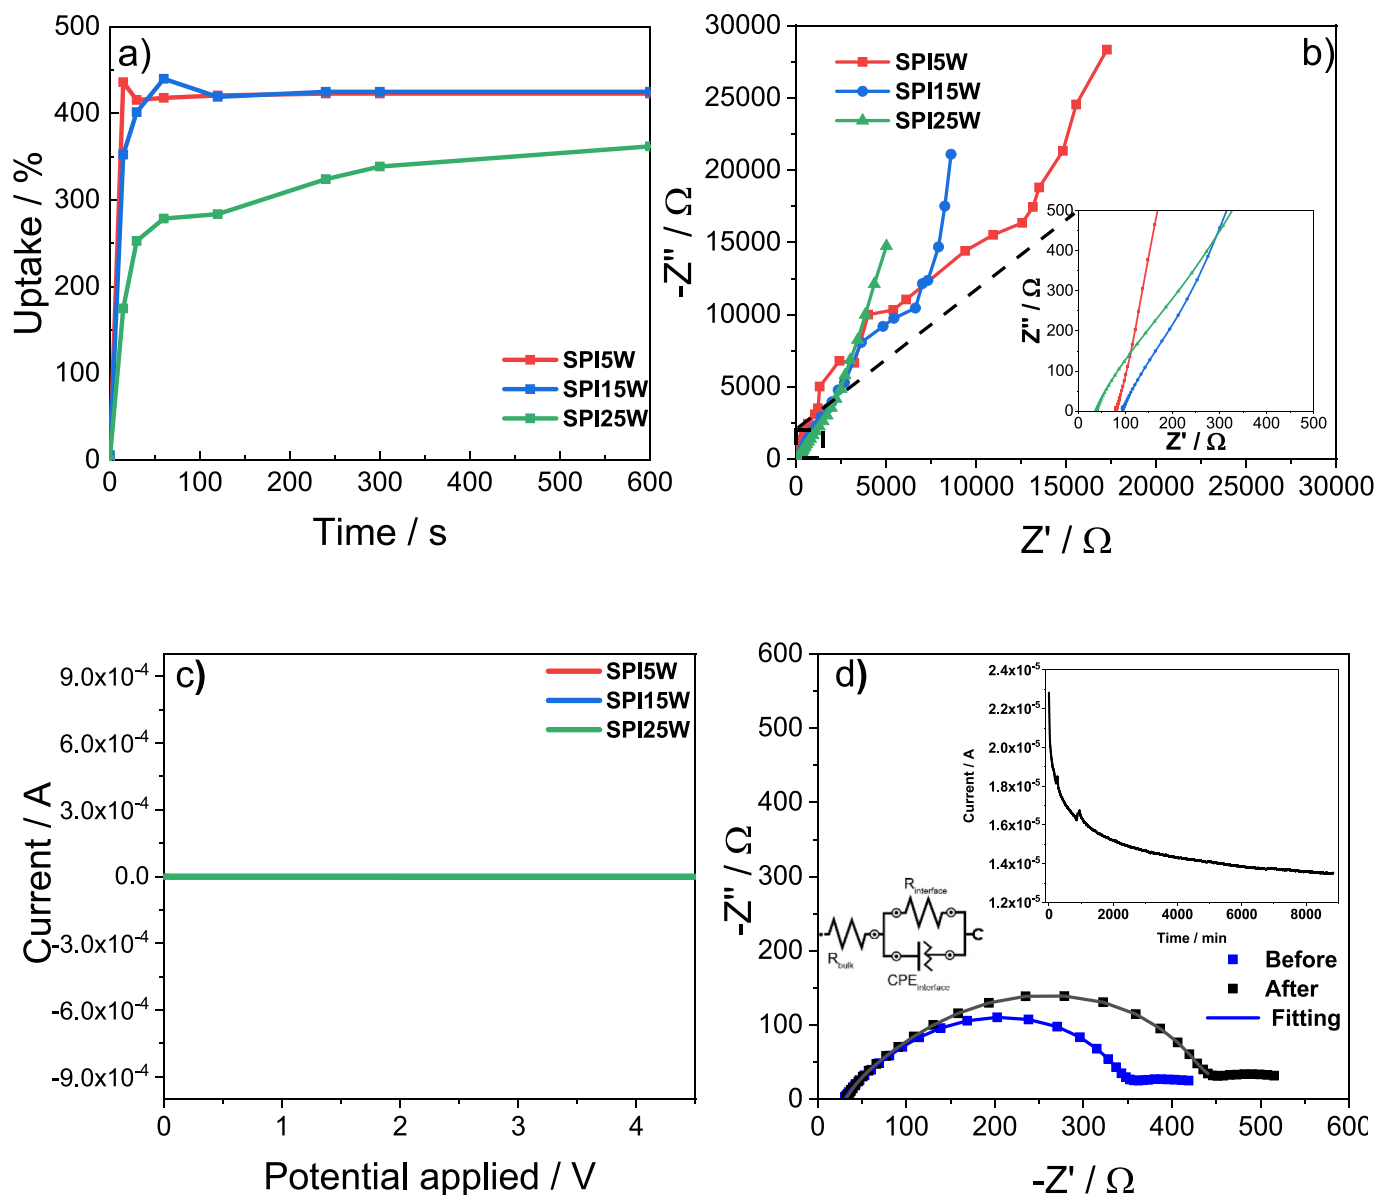 a)
500
400
300
200
100
0
0
100
200
300
400
500
600
Uptake / %
Time / s
SPI5W
SPI15W
SPI25W
b)
30000
25000
20000
15000
10000
5000
0
0
5000
10000
15000
20000
25000
30000
-Z'' / Ω
Z' / Ω
SPI5W
SPI15W
SPI25W
500
400
300
200
100
0
0
100
200
300
400
500
Z'' / Ω
Z' / Ω
c)
9.0x10⁻⁴
6.0x10⁻⁴
3.0x10⁻⁴
0.0
-3.0x10⁻⁴
-6.0x10⁻⁴
-9.0x10⁻⁴
0
1
2
3
4
Current / A
Potential applied / V
SPI5W
SPI15W
SPI25W
d)
600
500
400
300
200
100
0
0
100
200
300
400
500
600
-Z'' / Ω
-Z' / Ω
2.4x10⁻⁵
2.2x10⁻⁵
2.0x10⁻⁵
1.8x10⁻⁵
1.6x10⁻⁵
1.4x10⁻⁵
1.2x10⁻⁵
0
2000
4000
6000
8000
Current / A
Time / min
R interface
R bulk
CPE interface
Before
After
Fitting